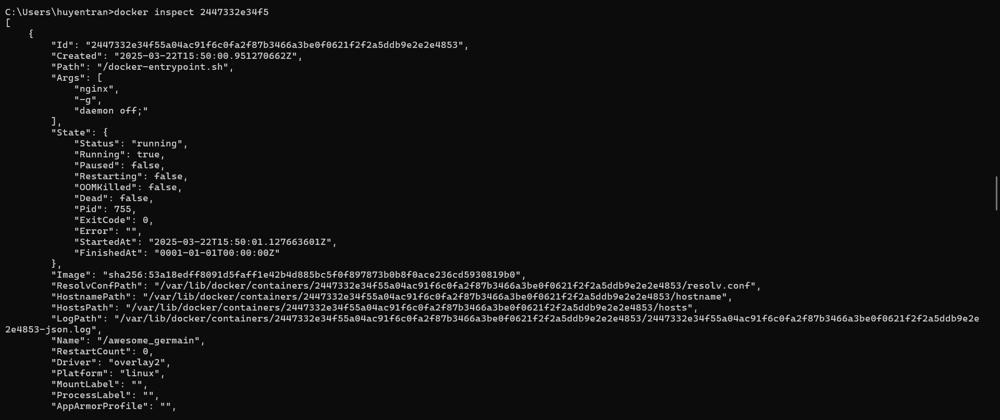 C:\Users\huyentran>docker inspect 2447332e34f5
[
    {
        "Id": "2447332e34f55a04ac91f6c0fa2f87b3466a3be0f0621f2f2a5ddb9e2e2e4853",
        "Created": "2025-03-22T15:50:00.951270662Z",
        "Path": "/docker-entrypoint.sh",
        "Args": [
            "nginx",
            "-g",
            "daemon off;"
        ],
        "State": {
            "Status": "running",
            "Running": true,
            "Paused": false,
            "Restarting": false,
            "OOMKilled": false,
            "Dead": false,
            "Pid": 755,
            "ExitCode": 0,
            "Error": "",
            "StartedAt": "2025-03-22T15:50:01.127663601Z",
            "FinishedAt": "0001-01-01T00:00:00Z"
        },
        "Image": "sha256:53a18edff8091d5faff1e42b4d885bc5f0f897873b0b8f0ace236cd5930819b0",
        "ResolvConfPath": "/var/lib/docker/containers/2447332e34f55a04ac91f6c0fa2f87b3466a3be0f0621f2f2a5ddb9e2e2e4853/resolv.conf",
        "HostnamePath": "/var/lib/docker/containers/2447332e34f55a04ac91f6c0fa2f87b3466a3be0f0621f2f2a5ddb9e2e2e4853/hostname",
        "HostsPath": "/var/lib/docker/containers/2447332e34f55a04ac91f6c0fa2f87b3466a3be0f0621f2f2a5ddb9e2e2e4853/hosts",
        "LogPath": "/var/lib/docker/containers/2447332e34f55a04ac91f6c0fa2f87b3466a3be0f0621f2f2a5ddb9e2e2e4853/2447332e34f55a04ac91f6c0fa2f87b3466a3be0f0621f2f2a5ddb9e2e
2e4853-json.log",
        "Name": "/awesome_germain",
        "RestartCount": 0,
        "Driver": "overlay2",
        "Platform": "linux",
        "MountLabel": "",
        "ProcessLabel": "",
        "AppArmorProfile": "",